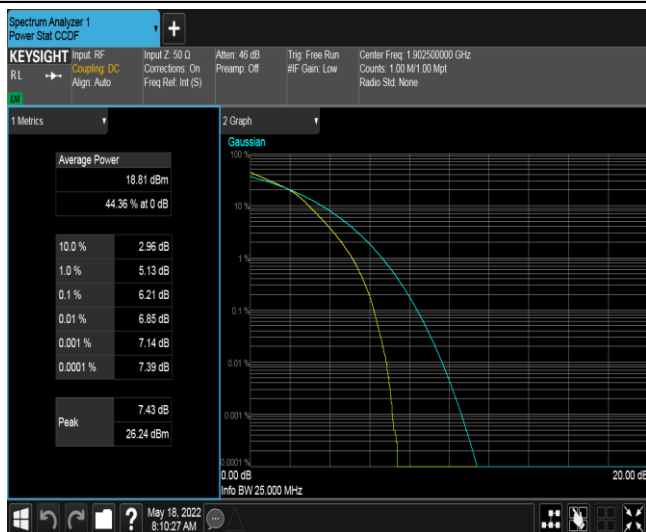 Spectrum Analyzer 1
Power Stat CCDF
KEYSIGHT
RL
Input: RF
Coupling: DC
Align: Auto
Input Z: 50 Ω
Corrections: On
Freq Ref: Int (S)
Atten: 46 dB
Preamp: Off
Trig: Free Run
#IF Gain: Low
Center Freq: 1.902500000 GHz
Counts: 1.00 M/1.00 Mpt
Radio Std: None
1 Metrics
Average Power
18.81 dBm
44.36 % at 0 dB
10.0 % 2.96 dB
1.0 % 5.13 dB
0.1 % 6.21 dB
0.01 % 6.85 dB
0.001 % 7.14 dB
0.0001 % 7.39 dB
Peak
7.43 dB
26.24 dBm
2 Graph
Gaussian
100 %
10 %
1 %
0.1 %
0.01 %
0.001 %
0.0001 %
0.00 dB
20.00 dB
Info BW 25.000 MHz
?
May 18, 2022
8:10:27 AM